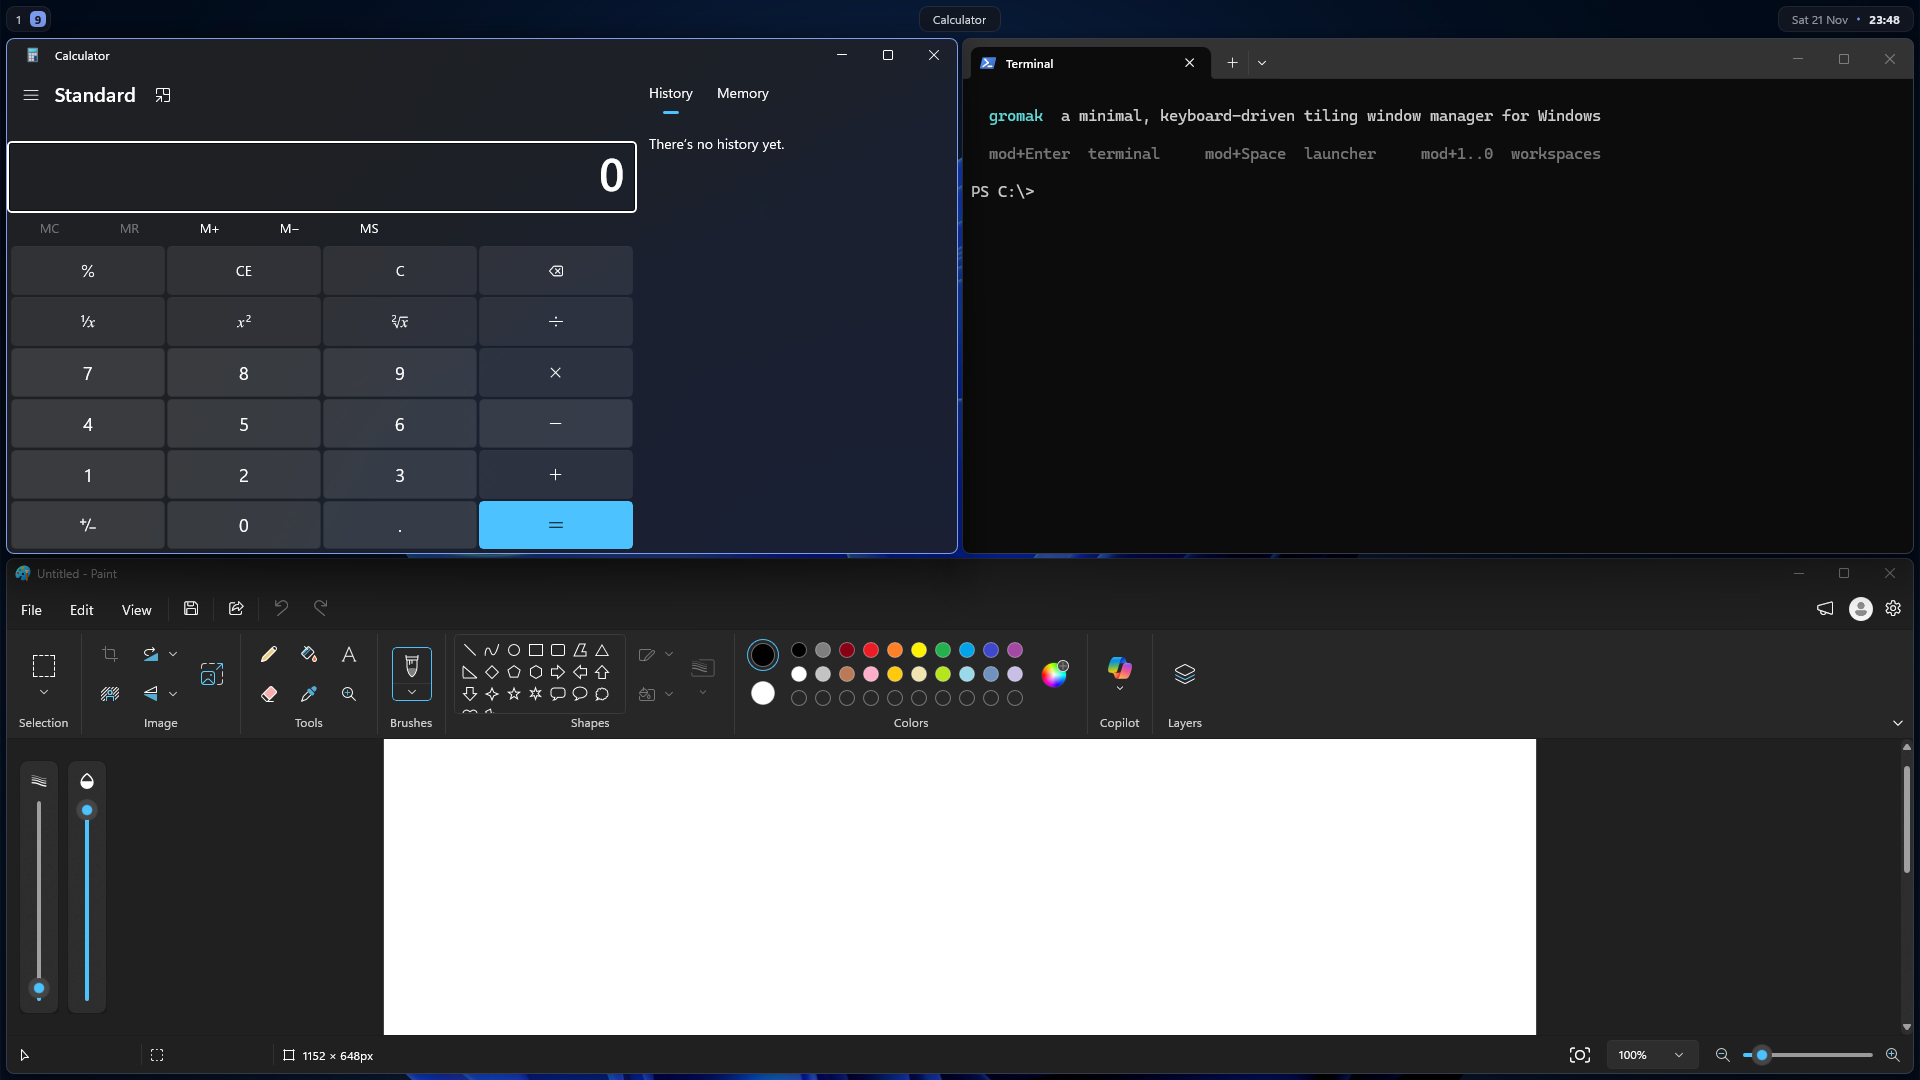 1 9
Calculator
Sat 21 Nov • 23:48
Calculator
Standard
History Memory
There's no history yet.
0
MC MR M+ M− MS
% CE C
¹/x x² ²√x ÷
7 8 9 ×
4 5 6 −
1 2 3 +
+/− 0 . =
Terminal
gromak a minimal, keyboard-driven tiling window manager for Windows
mod+Enter terminal mod+Space launcher mod+1..0 workspaces
PS C:\>
Untitled - Paint
File Edit View
Selection Image Tools Brushes Shapes Colors Copilot Layers
1152 × 648px
100%